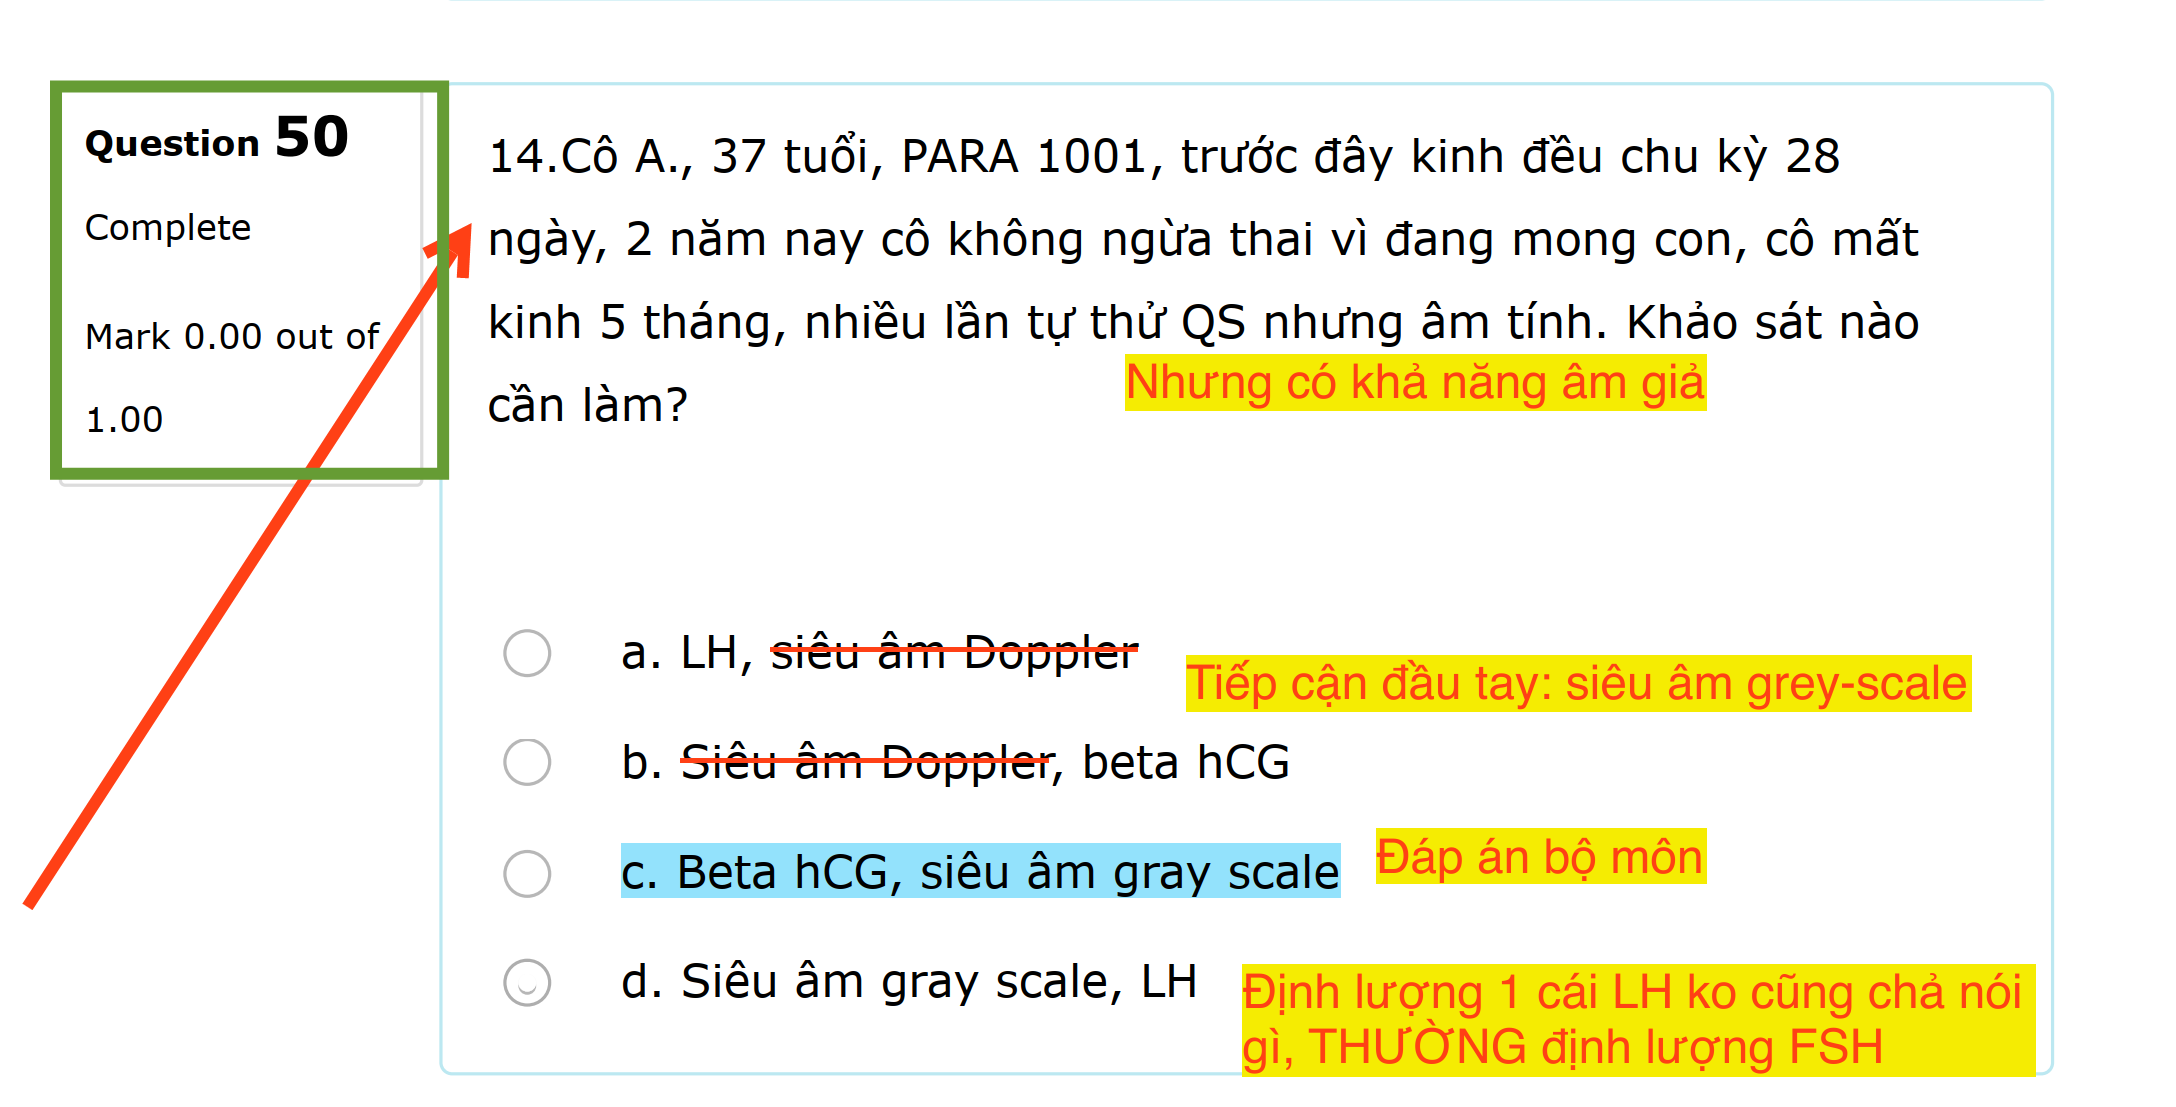 Question 50
Complete
Mark 0.00 out of
1.00
14.Cô A., 37 tuổi, PARA 1001, trước đây kinh đều chu kỳ 28
ngày, 2 năm nay cô không ngừa thai vì đang mong con, cô mất
kinh 5 tháng, nhiều lần tự thử QS nhưng âm tính. Khảo sát nào
cần làm?
Nhưng có khả năng âm giả
a. LH, siêu âm Doppler
Tiếp cận đầu tay: siêu âm grey-scale
b. Siêu âm Doppler, beta hCG
c. Beta hCG, siêu âm gray scale
Đáp án bộ môn
d. Siêu âm gray scale, LH
Định lượng 1 cái LH ko cũng chả nói
gì, THƯỜNG định lượng FSH